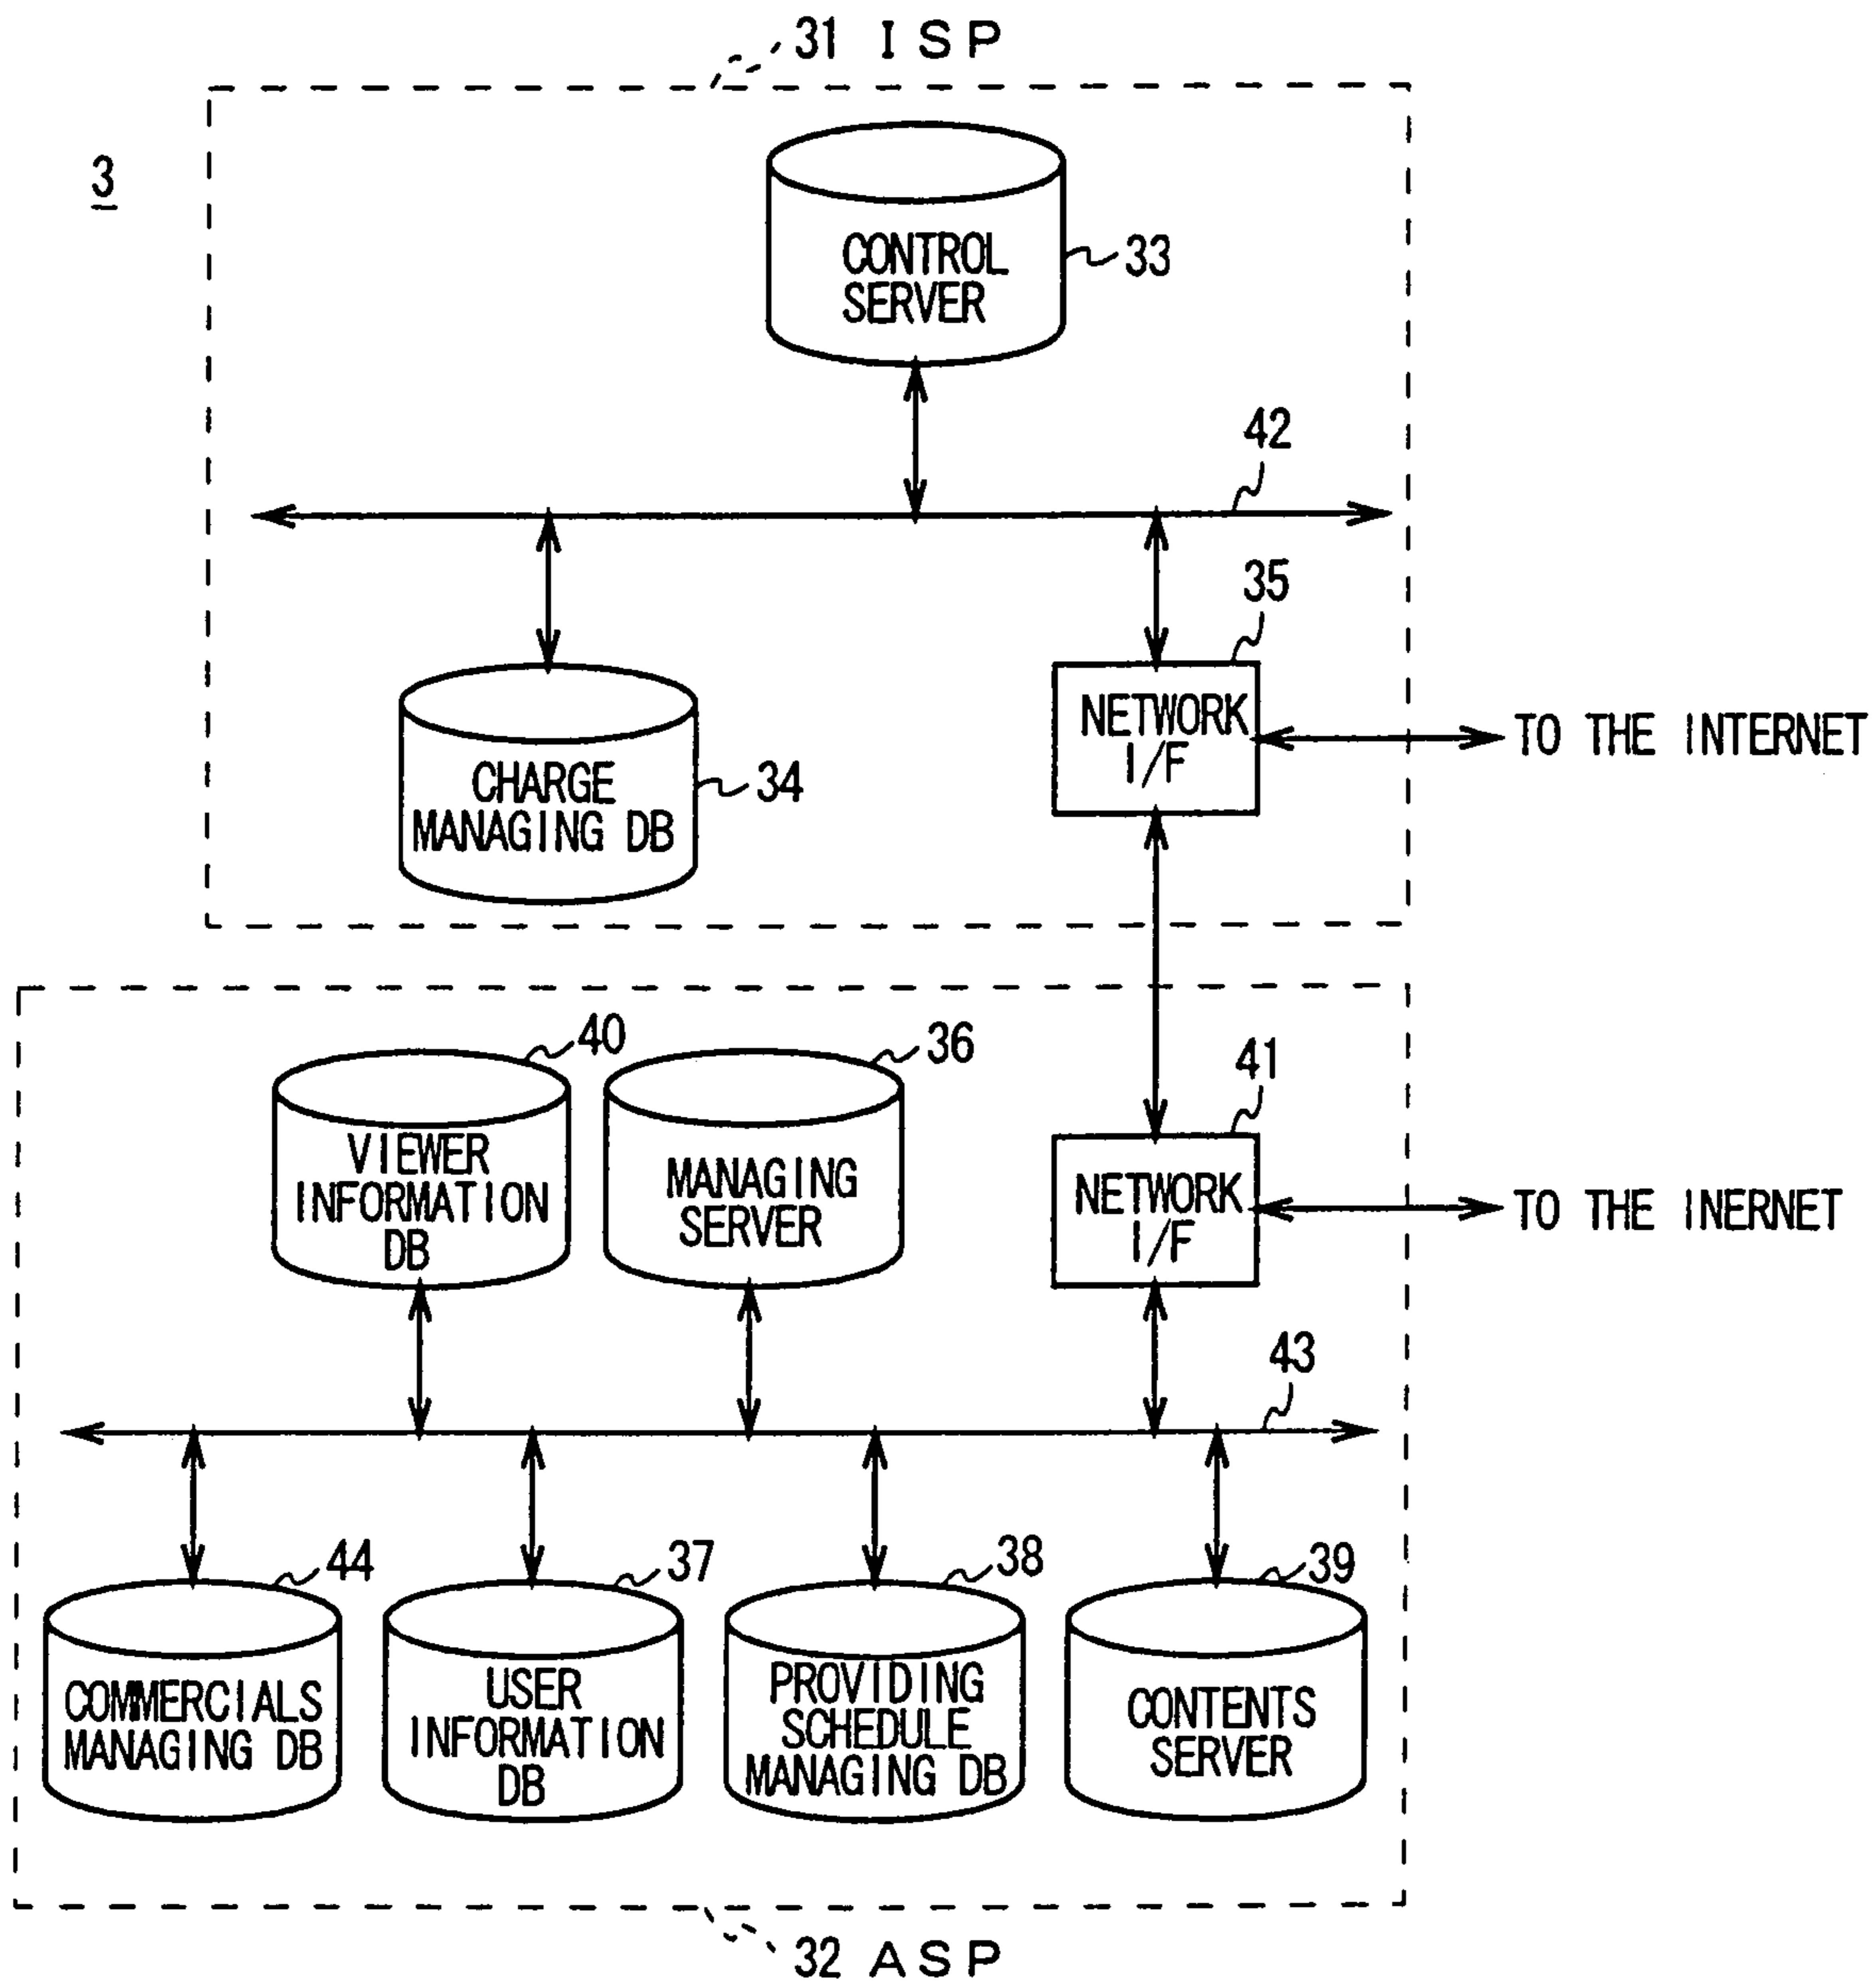 31 ISP
3
CONTROL
SERVER
33
42
35
NETWORK
I/F
TO THE INTERNET
CHARGE
MANAGING DB
34
40
36
41
VIEWER
INFORMATION
DB
MANAGING
SERVER
NETWORK
I/F
TO THE INERNET
43
44
37
38
39
COMMERCIALS
MANAGING DB
USER
INFORMATION
DB
PROVIDING
SCHEDULE
MANAGING DB
CONTENTS
SERVER
32 ASP